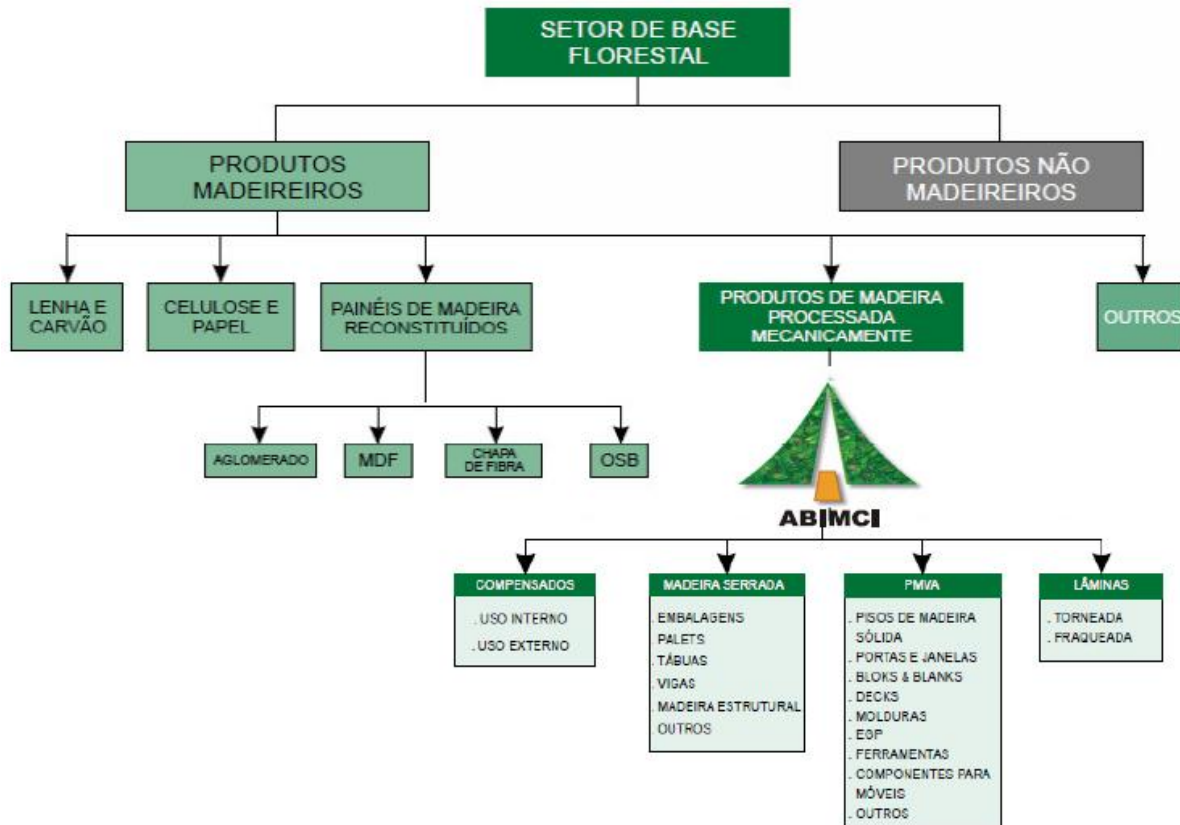 SETOR DE BASE
FLORESTAL
PRODUTOS
MADEIREIROS
PRODUTOS NÃO
MADEIREIROS
LENHA E
CARVÃO
CELULOSE E
PAPEL
PAINÉIS DE MADEIRA
RECONSTITUÍDOS
PRODUTOS DE MADEIRA
PROCESSADA
MECANICAMENTE
OUTROS
AGLOMERADO
MDF
CHAPA
DE FIBRA
OSB
ABIMCI
COMPENSADOS
. USO INTERNO
. USO EXTERNO
MADEIRA SERRADA
. EMBALAGENS
. PALETS
. TÁBUAS
. VIGAS
. MADEIRA ESTRUTURAL
. OUTROS
PMVA
. PISOS DE MADEIRA
SÓLIDA
. PORTAS E JANELAS
. BLOKS & BLANKS
. DECKS
. MOLDURAS
. EGP
. FERRAMENTAS
. COMPONENTES PARA
MÓVEIS
. OUTROS
LÂMINAS
. TORNEADA
. FRAQUEADA